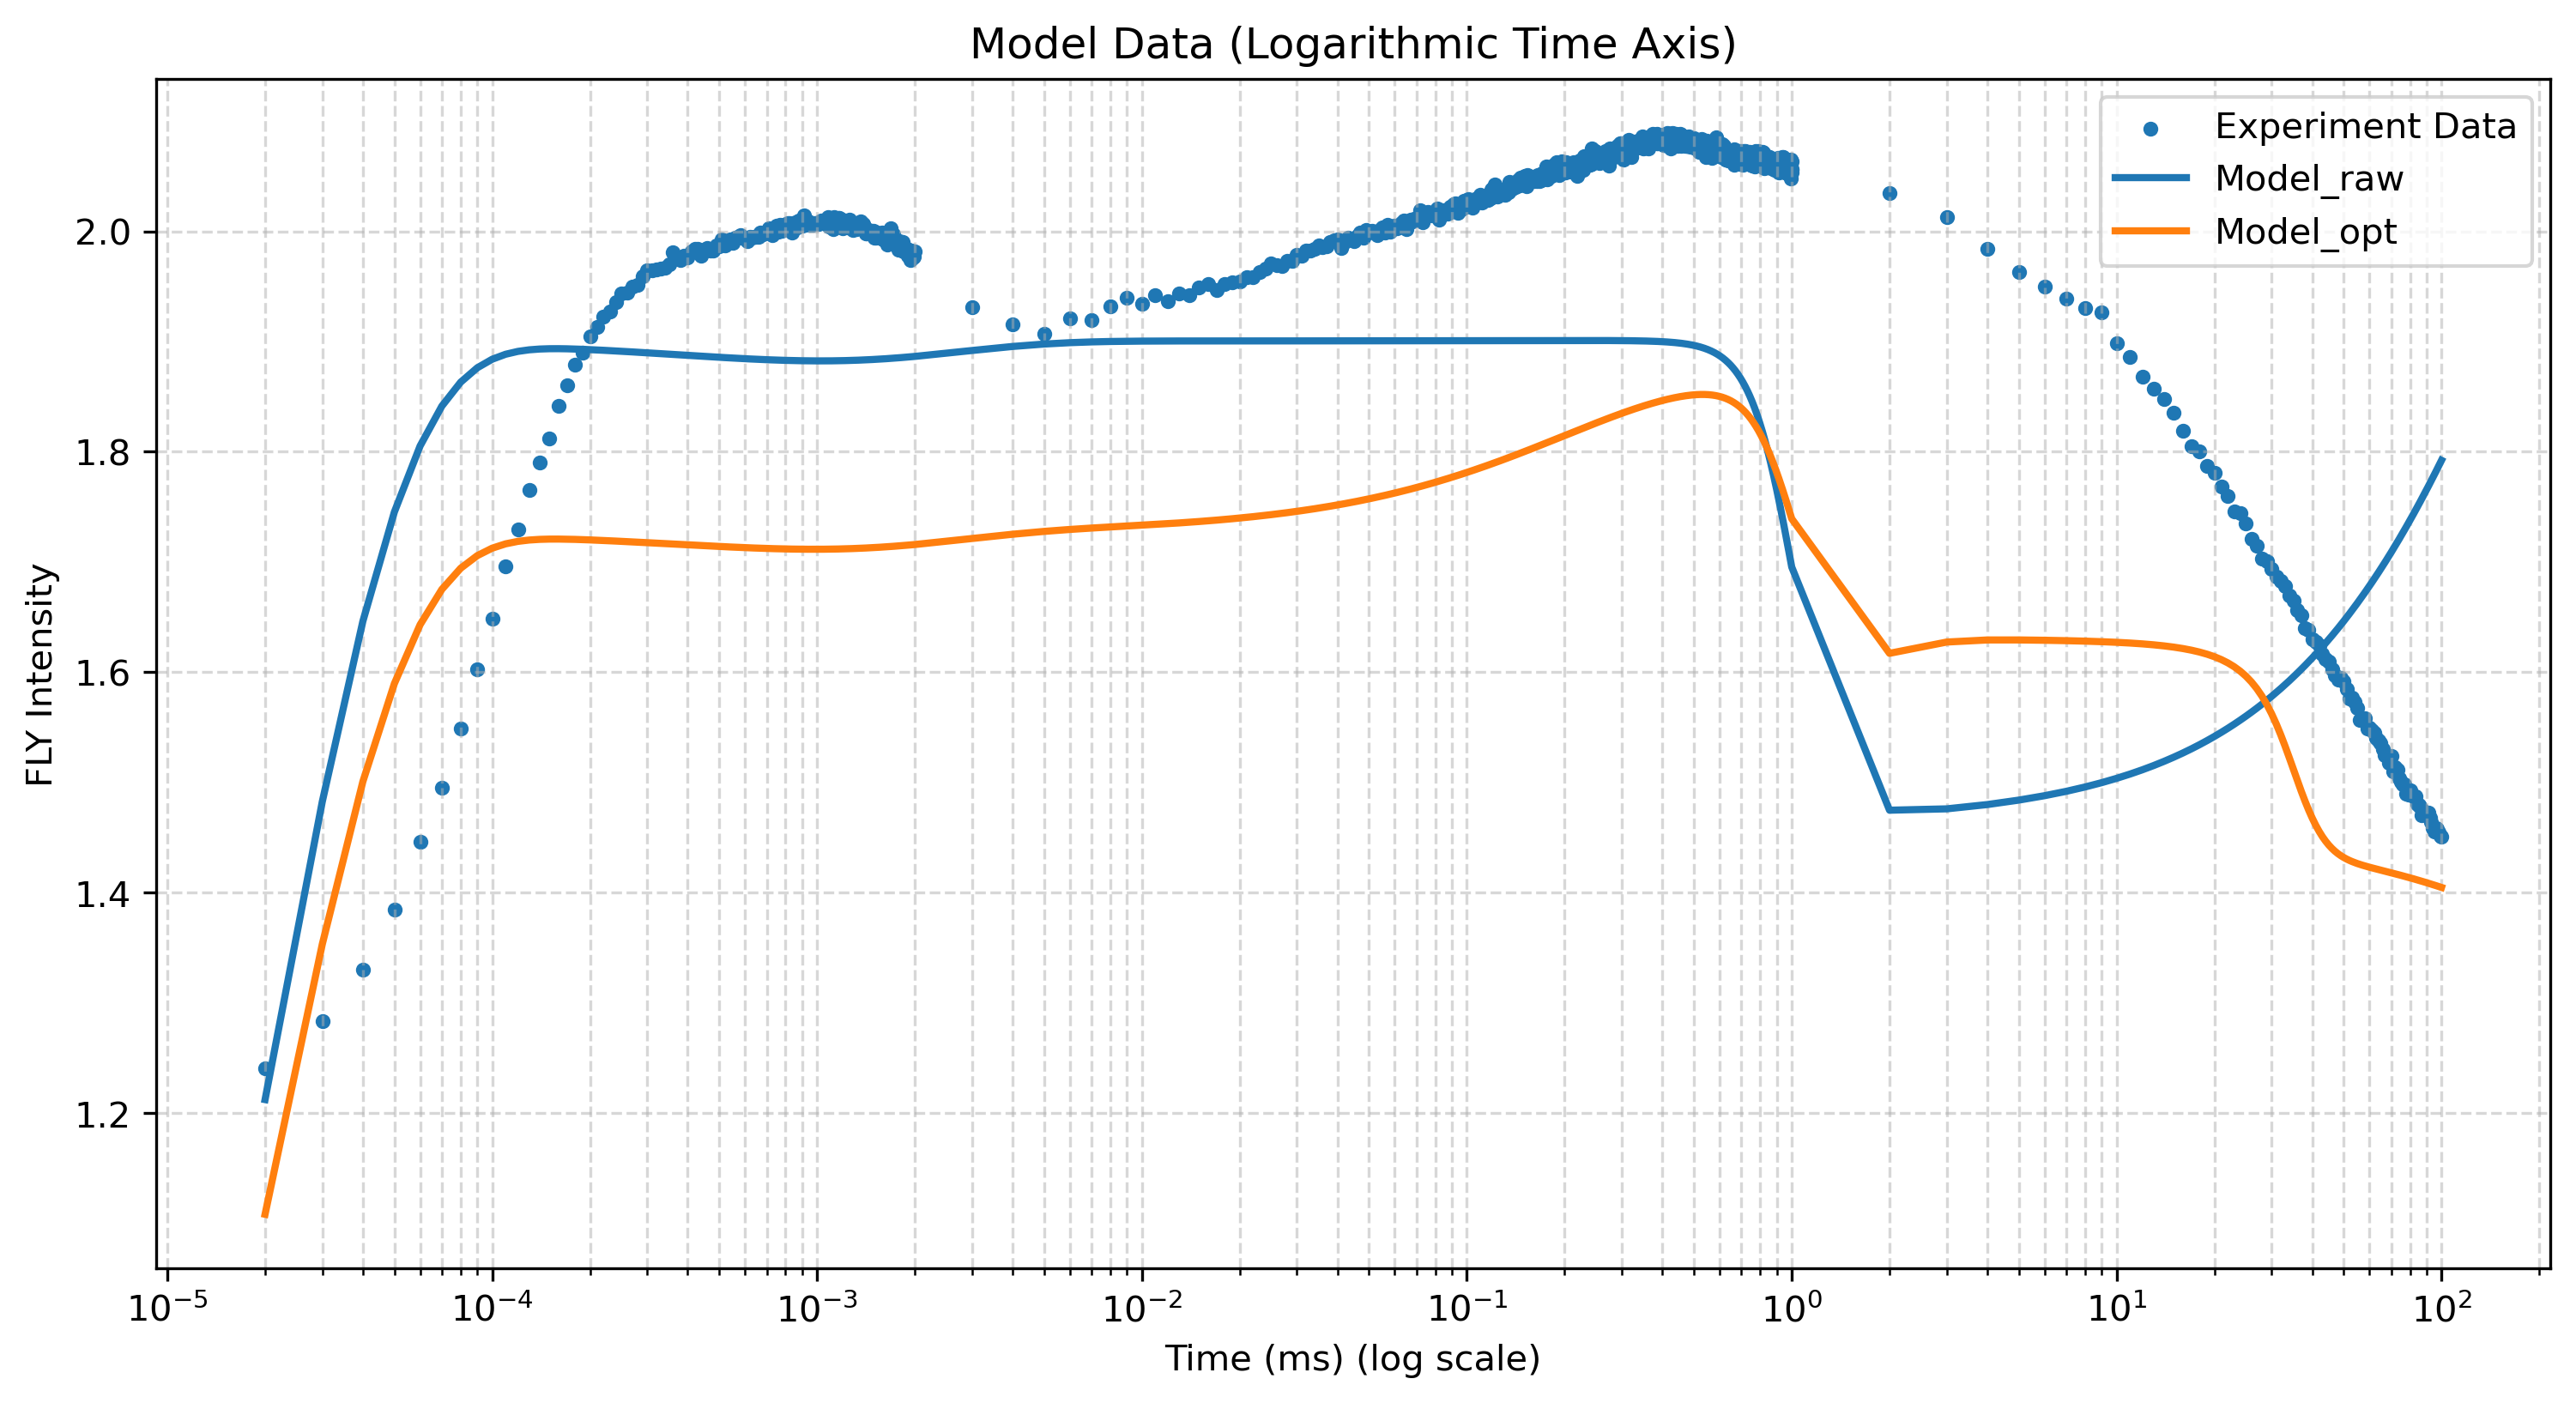 Model Data (Logarithmic Time Axis)
Experiment Data
Model_raw
Model_opt
FLY Intensity
2.0
1.8
1.6
1.4
1.2
10⁻⁵ 10⁻⁴ 10⁻³ 10⁻² 10⁻¹ 10⁰ 10¹ 10²
Time (ms) (log scale)